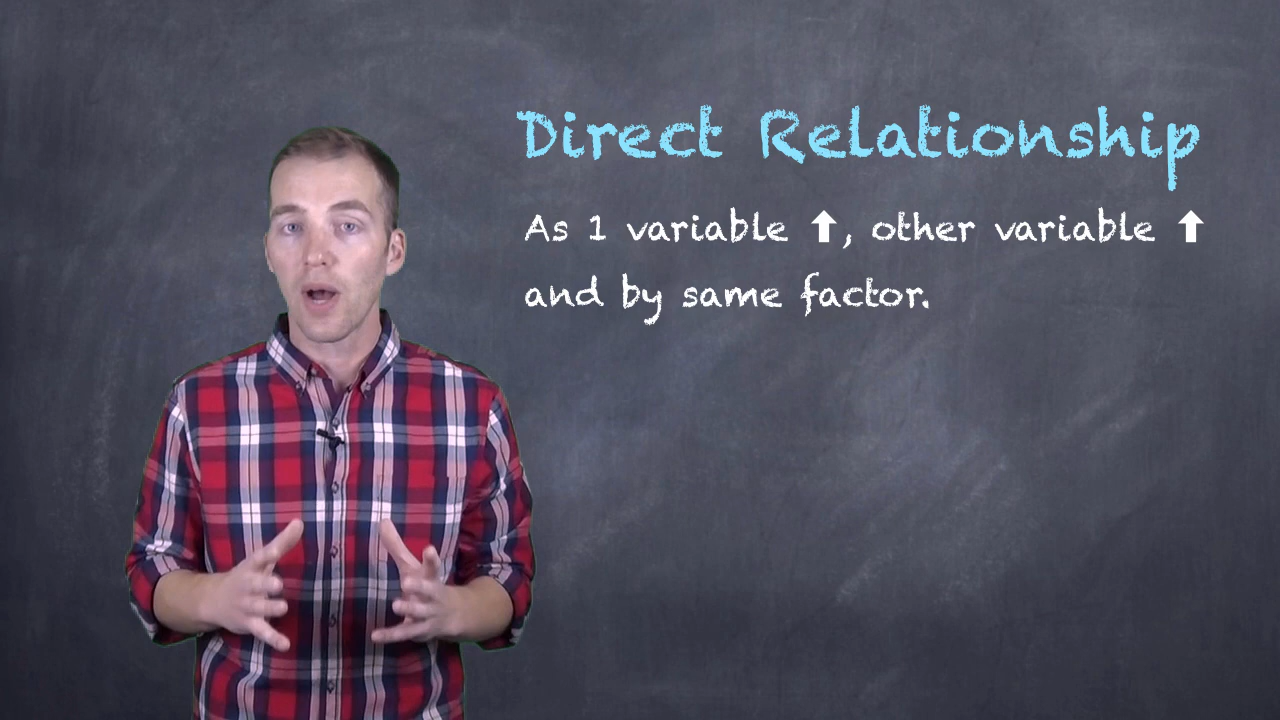 Direct Relationship
As 1 variable ⬆, other variable ⬆
and by same factor.